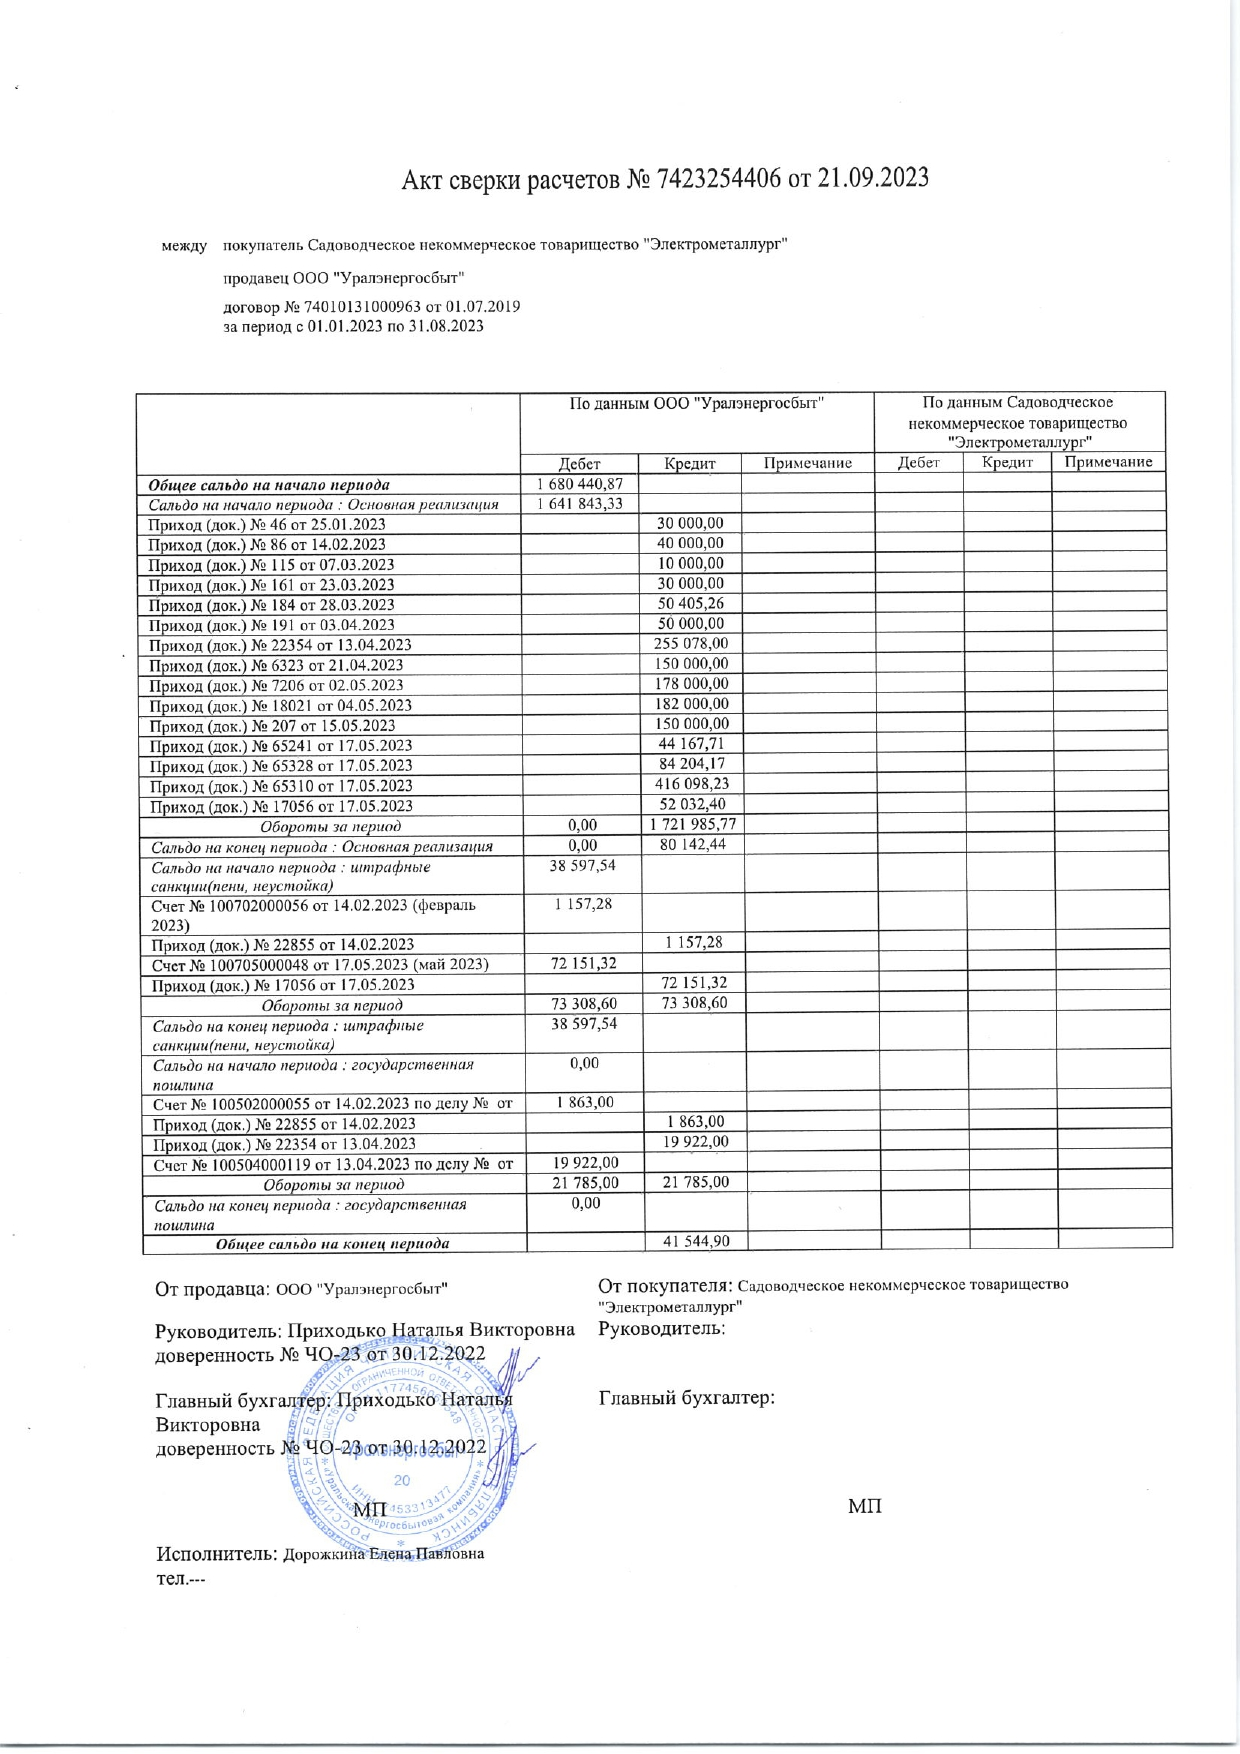 Акт сверки расчетов № 7423254406 от 21.09.2023
между покупатель Садоводческое некоммерческое товарищество "Электрометаллург"
продавец ООО "Уралэнергосбыт"
договор № 74010131000963 от 01.07.2019
за период с 01.01.2023 по 31.08.2023
По данным ООО "Уралэнергосбыт" По данным Садоводческое
некоммерческое товарищество
"Электрометаллург"
Дебет Кредит Примечание Дебет Кредит Примечание
Общее сальдо на начало периода 1 680 440,87
Сальдо на начало периода : Основная реализация 1 641 843,33
Приход (док.) № 46 от 25.01.2023 30 000,00
Приход (док.) № 86 от 14.02.2023 40 000,00
Приход (док.) № 115 от 07.03.2023 10 000,00
Приход (док.) № 161 от 23.03.2023 30 000,00
Приход (док.) № 184 от 28.03.2023 50 405,26
Приход (док.) № 191 от 03.04.2023 50 000,00
Приход (док.) № 22354 от 13.04.2023 255 078,00
Приход (док.) № 6323 от 21.04.2023 150 000,00
Приход (док.) № 7206 от 02.05.2023 178 000,00
Приход (док.) № 18021 от 04.05.2023 182 000,00
Приход (док.) № 207 от 15.05.2023 150 000,00
Приход (док.) № 65241 от 17.05.2023 44 167,71
Приход (док.) № 65328 от 17.05.2023 84 204,17
Приход (док.) № 65310 от 17.05.2023 416 098,23
Приход (док.) № 17056 от 17.05.2023 52 032,40
Обороты за период 0,00 1 721 985,77
Сальдо на конец периода : Основная реализация 0,00 80 142,44
Сальдо на начало периода : штрафные 38 597,54
санкции(пени, неустойка)
Счет № 100702000056 от 14.02.2023 (февраль 1 157,28
2023)
Приход (док.) № 22855 от 14.02.2023 1 157,28
Счет № 100705000048 от 17.05.2023 (май 2023) 72 151,32
Приход (док.) № 17056 от 17.05.2023 72 151,32
Обороты за период 73 308,60 73 308,60
Сальдо на конец периода : штрафные 38 597,54
санкции(пени, неустойка)
Сальдо на начало периода : государственная 0,00
пошлина
Счет № 100502000055 от 14.02.2023 по делу № от 1 863,00
Приход (док.) № 22855 от 14.02.2023 1 863,00
Приход (док.) № 22354 от 13.04.2023 19 922,00
Счет № 100504000119 от 13.04.2023 по делу № от 19 922,00
Обороты за период 21 785,00 21 785,00
Сальдо на конец периода : государственная 0,00
пошлина
Общее сальдо на конец периода 41 544,90
От продавца: ООО "Уралэнергосбыт" От покупателя: Садоводческое некоммерческое товарищество
"Электрометаллург"
Руководитель: Приходько Наталья Викторовна Руководитель:
доверенность № ЧО-23 от 30.12.2022
Главный бухгалтер: Приходько Наталья Главный бухгалтер:
Викторовна
доверенность № ЧО-23 от 30.12.2022
20
МП МП
Исполнитель: Дорожкина Елена Павловна
тел.---